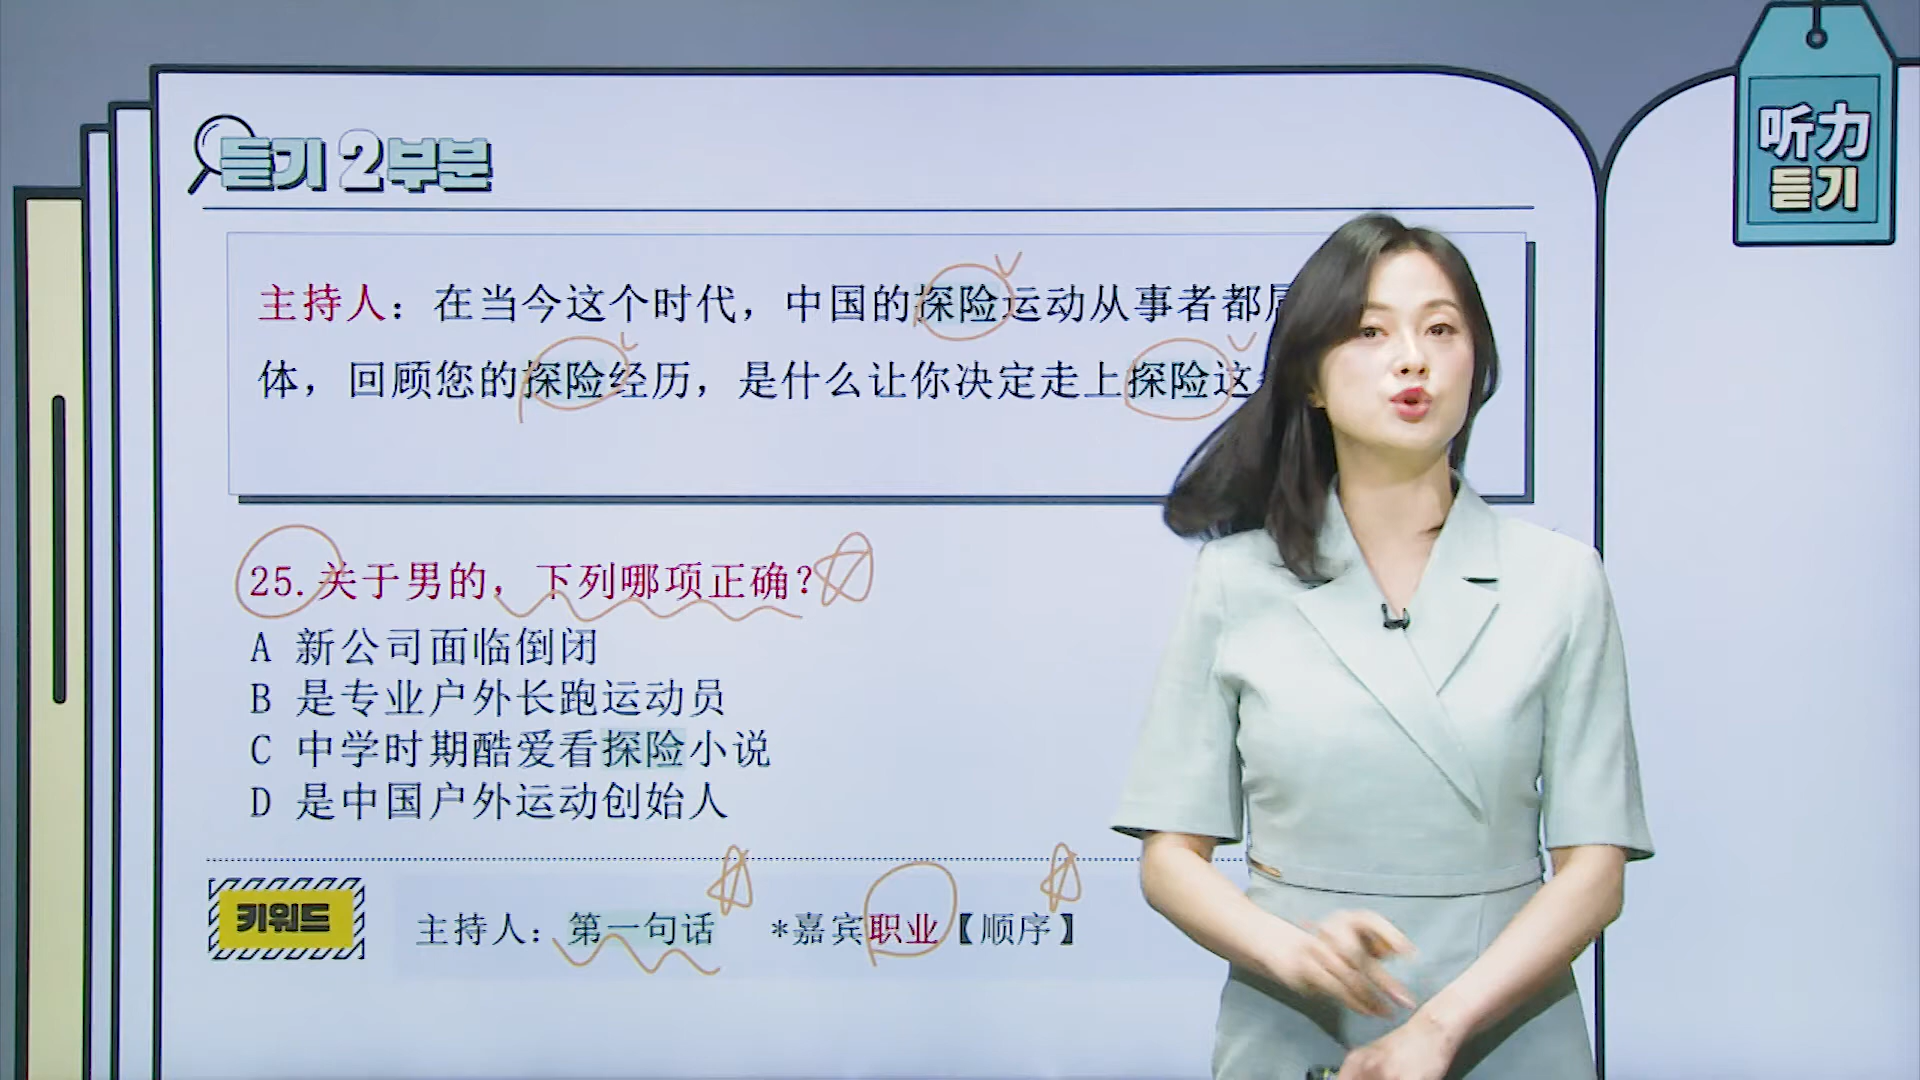 听力
듣기
듣기 2부분
主持人：在当今这个时代，中国的探险运动从事者都属
体，回顾您的探险经历，是什么让你决定走上探险这
25.关于男的，下列哪项正确？
A 新公司面临倒闭
B 是专业户外长跑运动员
C 中学时期酷爱看探险小说
D 是中国户外运动创始人
키워드
主持人：第一句话 *嘉宾职业【顺序】